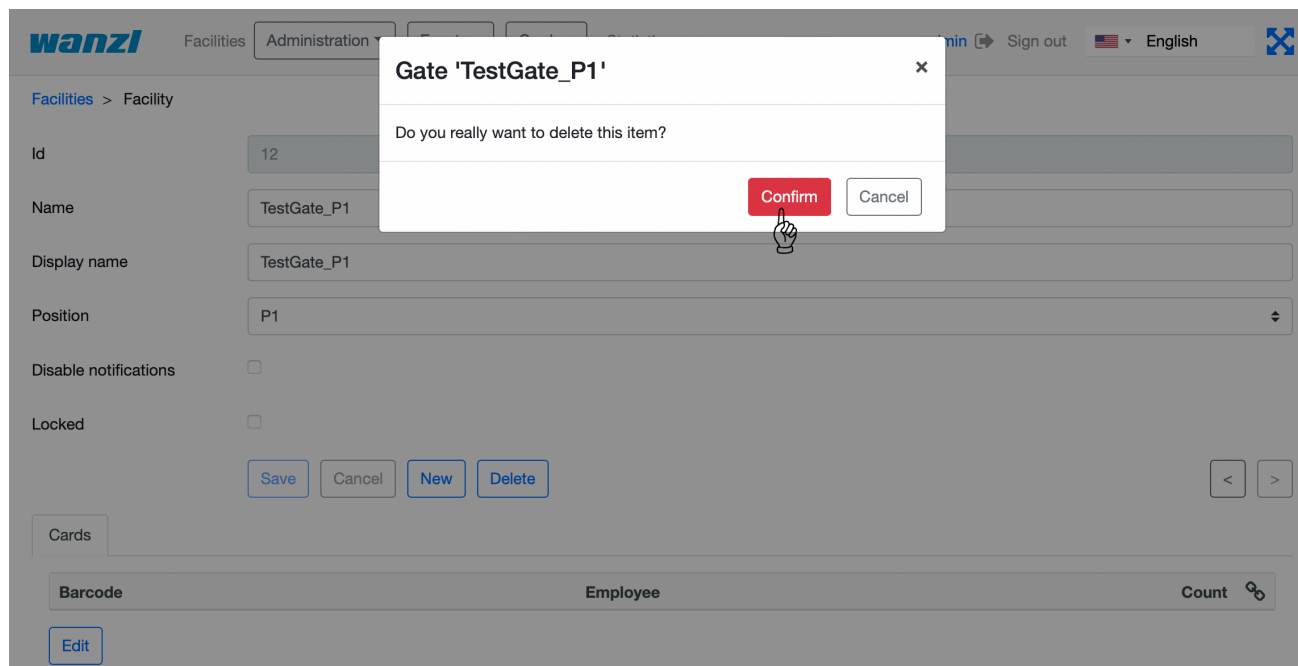 wanzl Facilities Administration Sign out English
Gate 'TestGate_P1' ×
Facilities > Facility
Do you really want to delete this item?
Id 12
Confirm Cancel
Name TestGate_P1
Display name TestGate_P1
Position P1
Disable notifications
Locked
Save Cancel New Delete < >
Cards
Barcode Employee Count
Edit